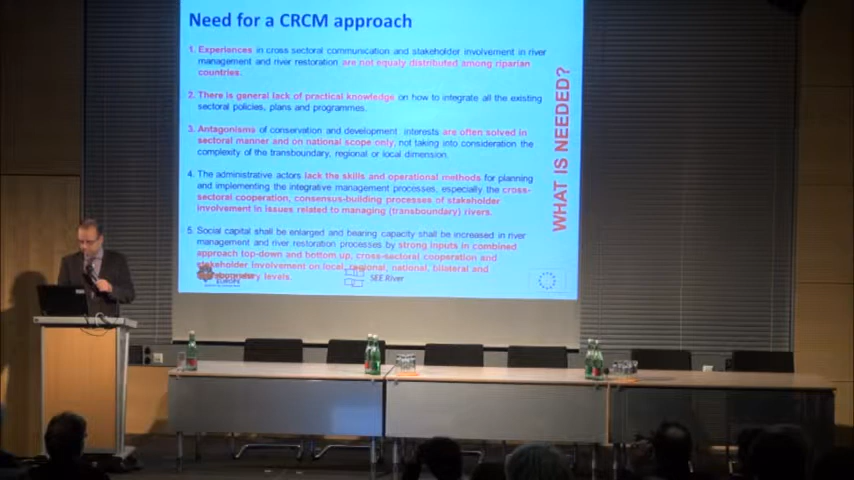 Need for a CRCM approach
1. Experiences in cross sectoral communication and stakeholder involvement in river
management and river restoration are not equaly distributed among riparian
countries.
2. There is general lack of practical knowledge on how to integrate all the existing
sectoral policies, plans and programmes.
3. Antagonisms of conservation and development interests are often solved in
sectoral manner and on national scope only, not taking into consideration the
complexity of the transboundary, regional or local dimension.
4. The administrative actors lack the skills and operational methods for planning
and implementing the integrative management processes, especially the cross-
sectoral cooperation, consensus-building processes of stakeholder
involvement in issues related to managing (transboundary) rivers.
5. Social capital shall be enlarged and bearing capacity shall be increased in river
management and river restoration processes by strong inputs in combined
approach top-down and bottom up, cross-sectoral cooperation and
stakeholder involvement on local, regional, national, bilateral and
levels.
WHAT IS NEEDED?
EUROPE
SEE River